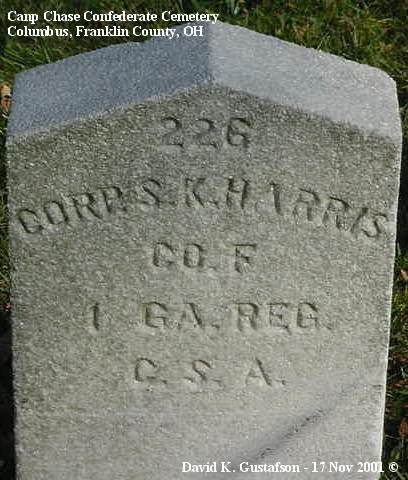 Canp Chase Confederate Cemetery
Columbus, Franklin County, OH
226
CORP. S. K. HARRIS
CO. F
1 GA. REG.
C. S. A.
David K. Gustafson - 17 Nov 2001 ©